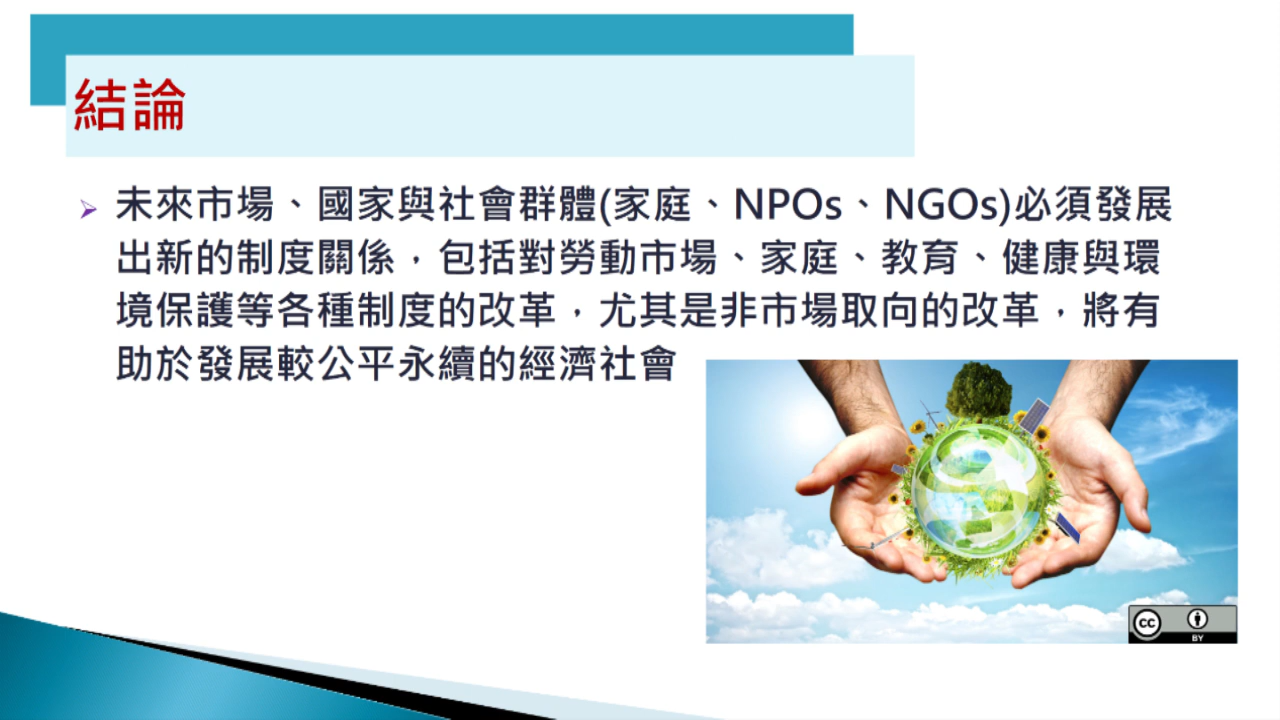 結論
未來市場、國家與社會群體(家庭、NPOs、NGOs)必須發展
出新的制度關係，包括對勞動市場、家庭、教育、健康與環
境保護等各種制度的改革，尤其是非市場取向的改革，將有
助於發展較公平永續的經濟社會
cc
BY